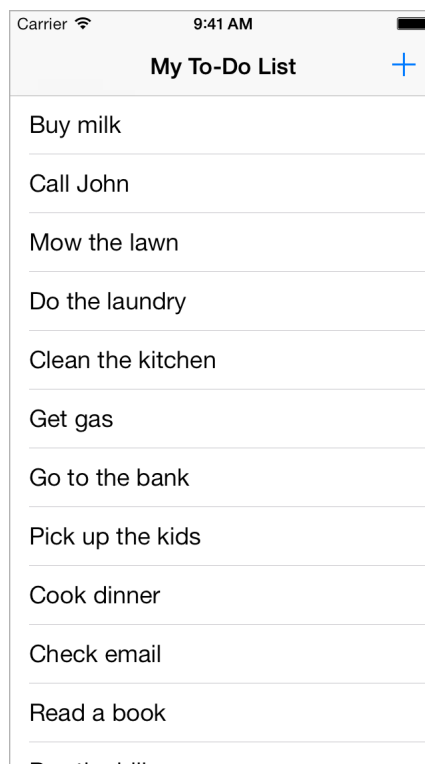 Carrier 9:41 AM
My To-Do List
Buy milk
Call John
Mow the lawn
Do the laundry
Clean the kitchen
Get gas
Go to the bank
Pick up the kids
Cook dinner
Check email
Read a book